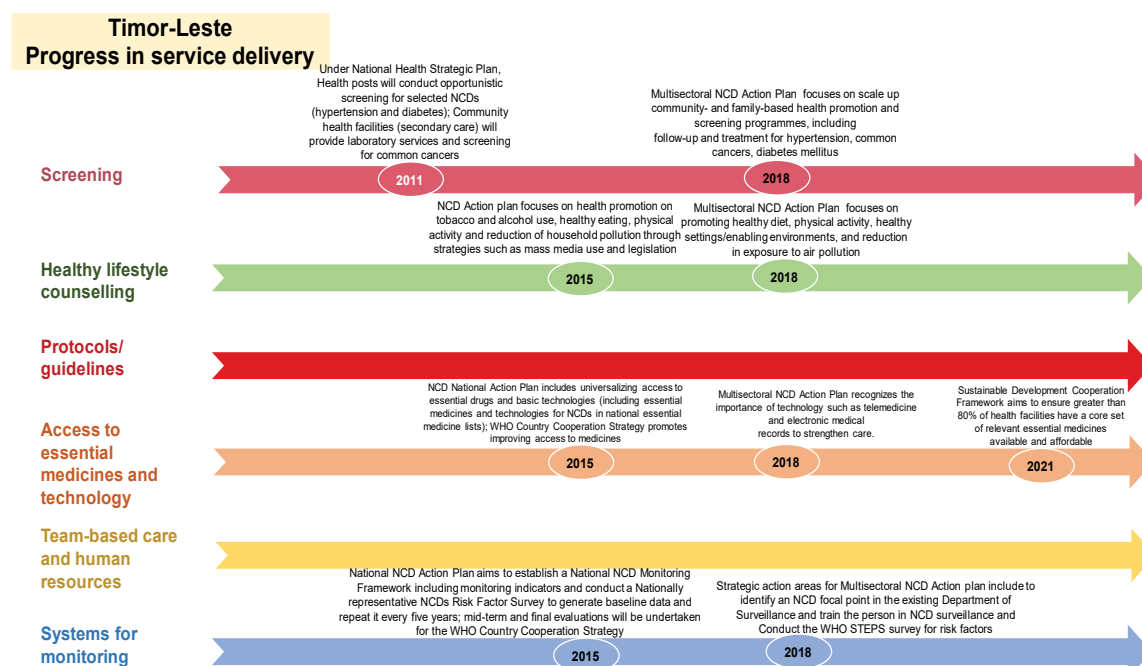 Timor-Leste
Progress in service delivery
Under National Health Strategic Plan,
Health posts will conduct opportunistic
screening for selected NCDs
(hypertension and diabetes); Community
health facilities (secondary care) will
provide laboratory services and screening
for common cancers
Multisectoral NCD Action Plan focuses on scale up
community- and family-based health promotion and
screening programmes, including
follow-up and treatment for hypertension, common
cancers, diabetes mellitus
Screening
2011
2018
NCD Action plan focuses on health promotion on
tobacco and alcohol use, healthy eating, physical
activity and reduction of household pollution through
strategies such as mass media use and legislation
Multisectoral NCD Action Plan focuses on
promoting healthy diet, physical activity, healthy
settings/enabling environments, and reduction
in exposure to air pollution
Healthy lifestyle
counselling
2015
2018
Protocols/
guidelines
NCD National Action Plan includes universalizing access to
essential drugs and basic technologies (including essential
medicines and technologies for NCDs in national essential
medicine lists); WHO Country Cooperation Strategy promotes
improving access to medicines
Multisectoral NCD Action Plan recognizes the
importance of technology such as telemedicine
and electronic medical
records to strengthen care.
Sustainable Development Cooperation
Framework aims to ensure greater than
80% of health facilities have a core set
of relevant essential medicines
available and affordable
Access to
essential
medicines and
technology
2015
2018
2021
Team-based care
and human
resources
National NCD Action Plan aims to establish a National NCD Monitoring
Framework including monitoring indicators and conduct a Nationally
representative NCDs Risk Factor Survey to generate baseline data and
repeat it every five years; mid-term and final evaluations will be undertaken
for the WHO Country Cooperation Strategy
Strategic action areas for Multisectoral NCD Action plan include to
identify an NCD focal point in the existing Department of
Surveillance and train the person in NCD surveillance and
Conduct the WHO STEPS survey for risk factors
Systems for
monitoring
2015
2018